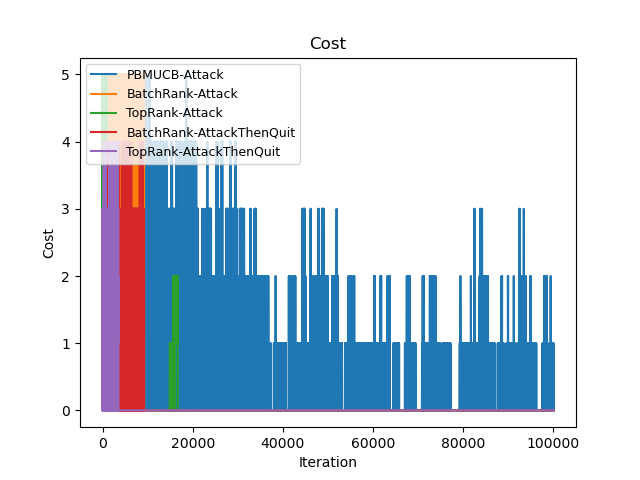 Cost
5
4
3
2
1
0
Cost
PBMUCB-Attack
BatchRank-Attack
TopRank-Attack
BatchRank-AttackThenQuit
TopRank-AttackThenQuit
0 20000 40000 60000 80000 100000
Iteration